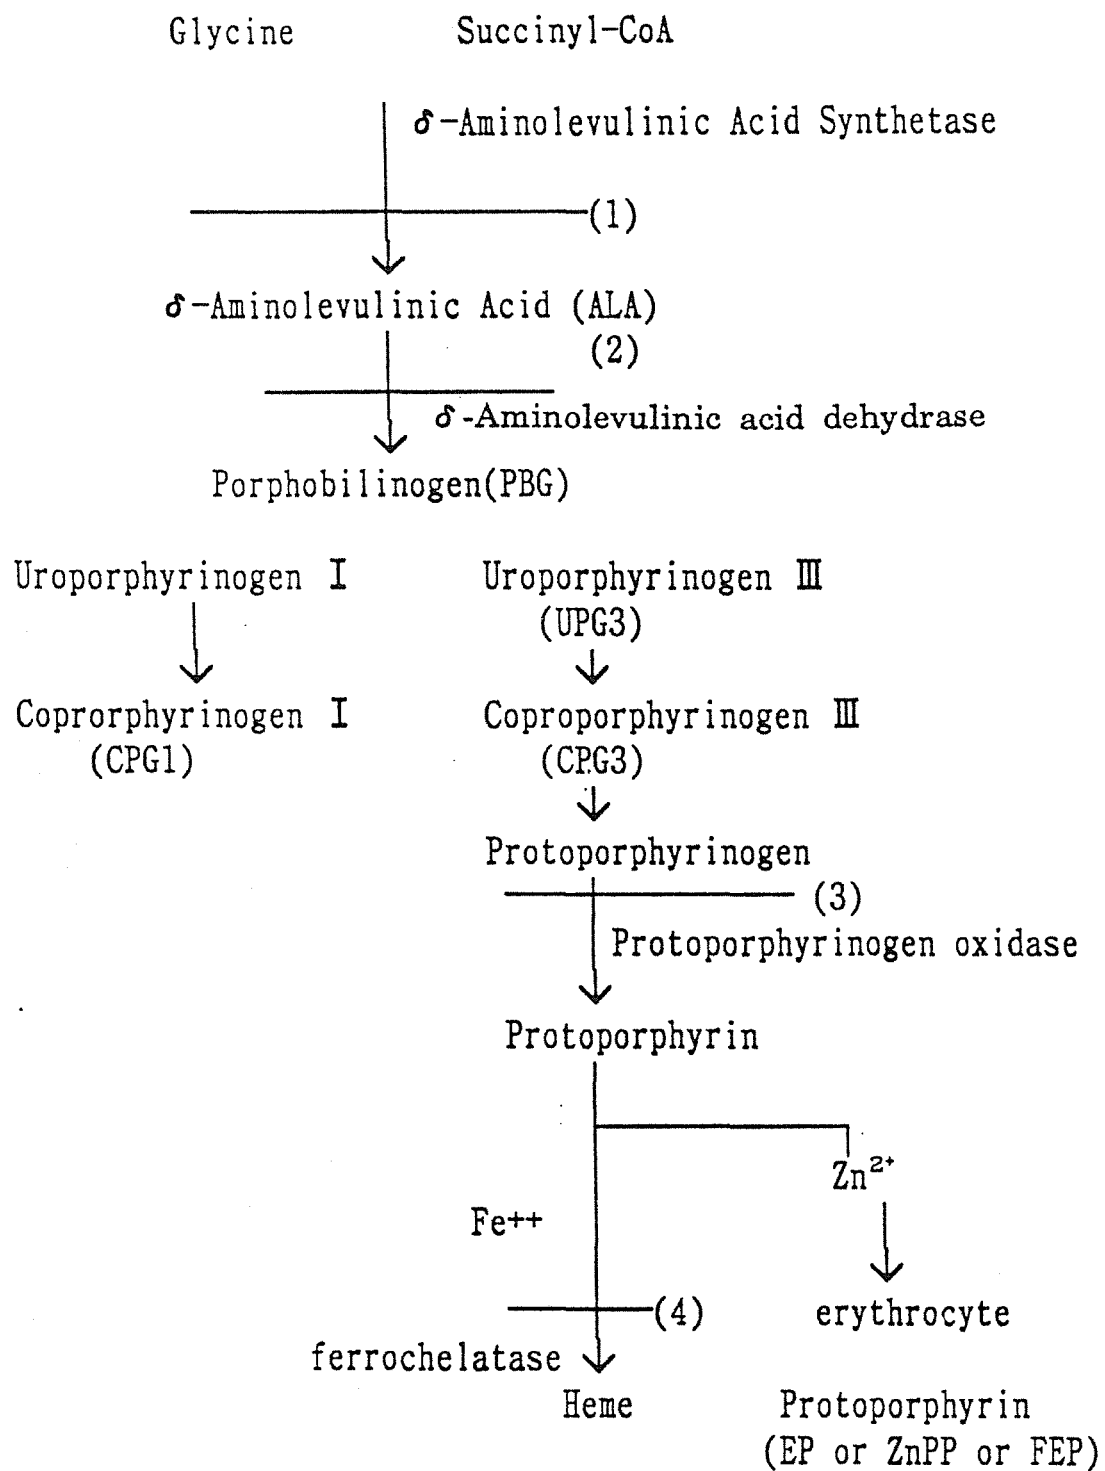 Glycine Succinyl-CoA
δ-Aminolevulinic Acid Synthetase
(1)
δ-Aminolevulinic Acid (ALA)
(2)
δ-Aminolevulinic acid dehydrase
Porphobilinogen(PBG)
Uroporphyrinogen Ⅰ Uroporphyrinogen Ⅲ
(UPG3)
Coprorphyrinogen Ⅰ Coproporphyrinogen Ⅲ
(CPG1) (CPG3)
Protoporphyrinogen
(3)
Protoporphyrinogen oxidase
Protoporphyrin
Zn²⁺
Fe++
(4) erythrocyte
ferrochelatase
Heme Protoporphyrin
(EP or ZnPP or FEP)